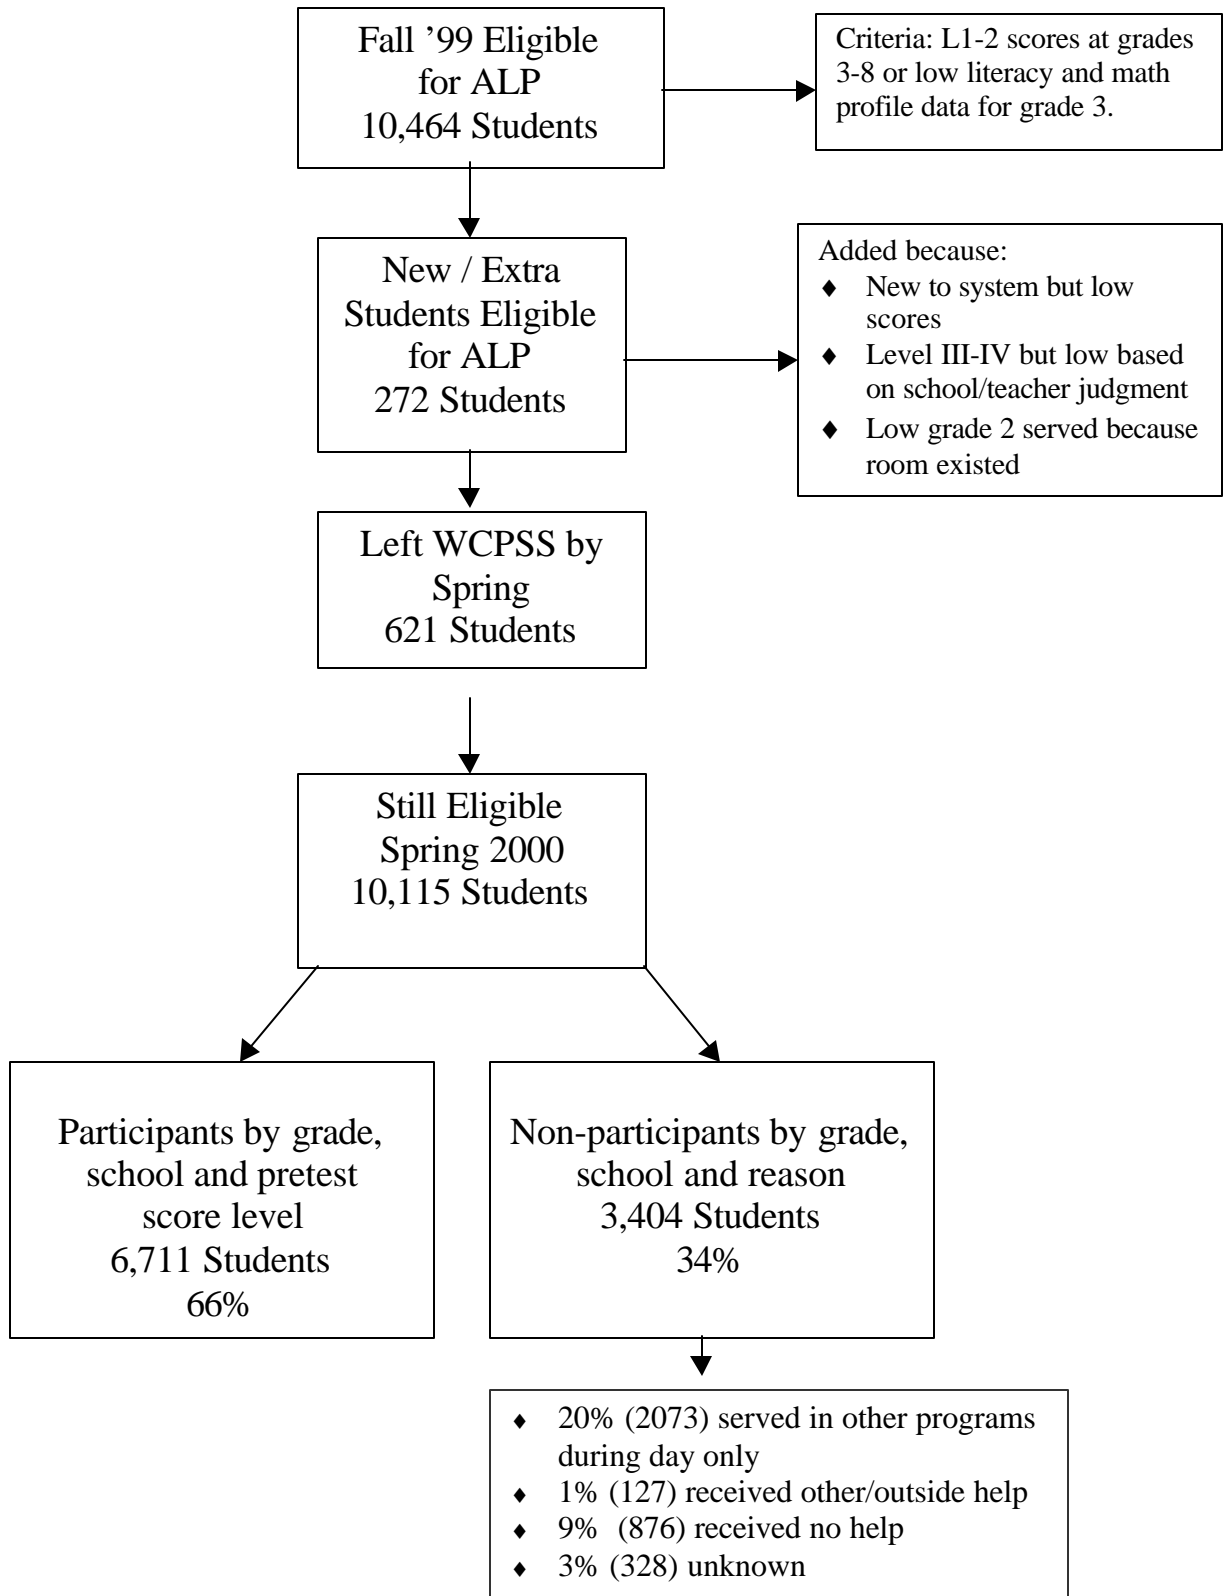 Fall ’99 Eligible
for ALP
10,464 Students
Criteria: L1-2 scores at grades
3-8 or low literacy and math
profile data for grade 3.
New / Extra
Students Eligible
for ALP
272 Students
Added because:
♦ New to system but low
scores
♦ Level III-IV but low based
on school/teacher judgment
♦ Low grade 2 served because
room existed
Left WCPSS by
Spring
621 Students
Still Eligible
Spring 2000
10,115 Students
Participants by grade,
school and pretest
score level
6,711 Students
66%
Non-participants by grade,
school and reason
3,404 Students
34%
♦ 20% (2073) served in other programs
during day only
♦ 1% (127) received other/outside help
♦ 9% (876) received no help
♦ 3% (328) unknown